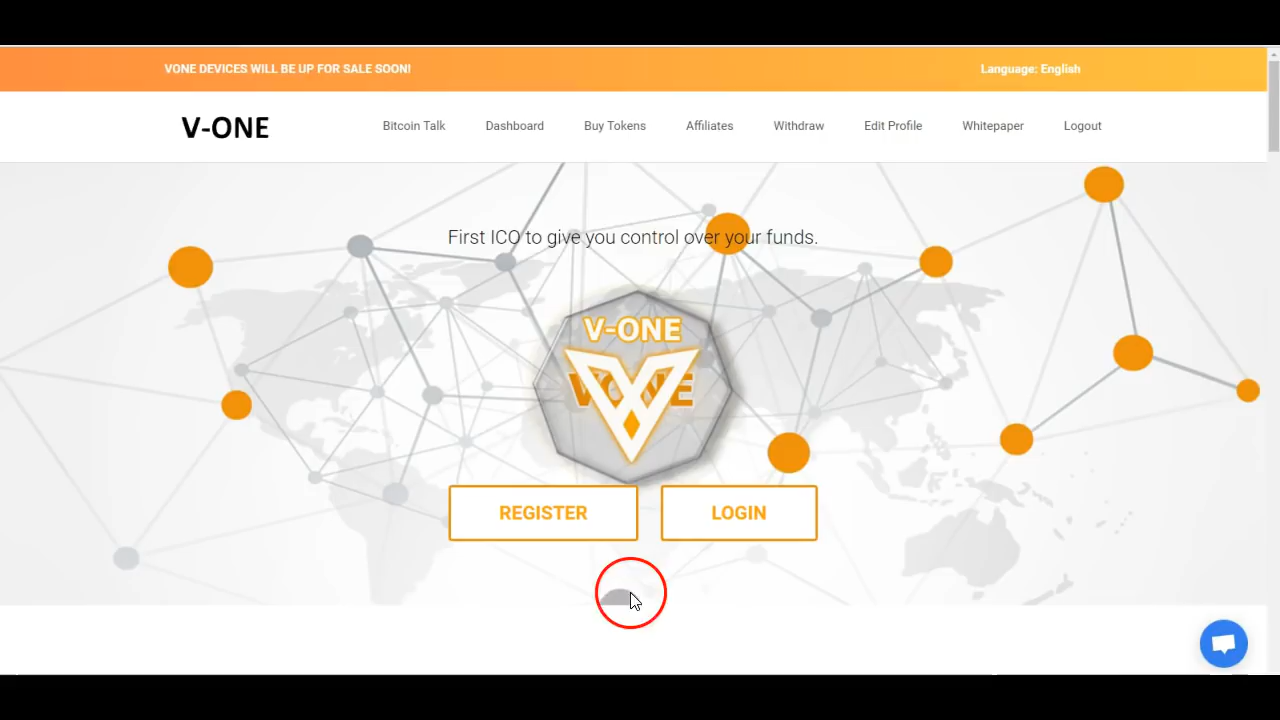 VONE DEVICES WILL BE UP FOR SALE SOON!
Language: English
V-ONE
Bitcoin Talk
Dashboard
Buy Tokens
Affiliates
Withdraw
Edit Profile
Whitepaper
Logout
First ICO to give you control over your funds.
V-ONE
VONE
REGISTER
LOGIN